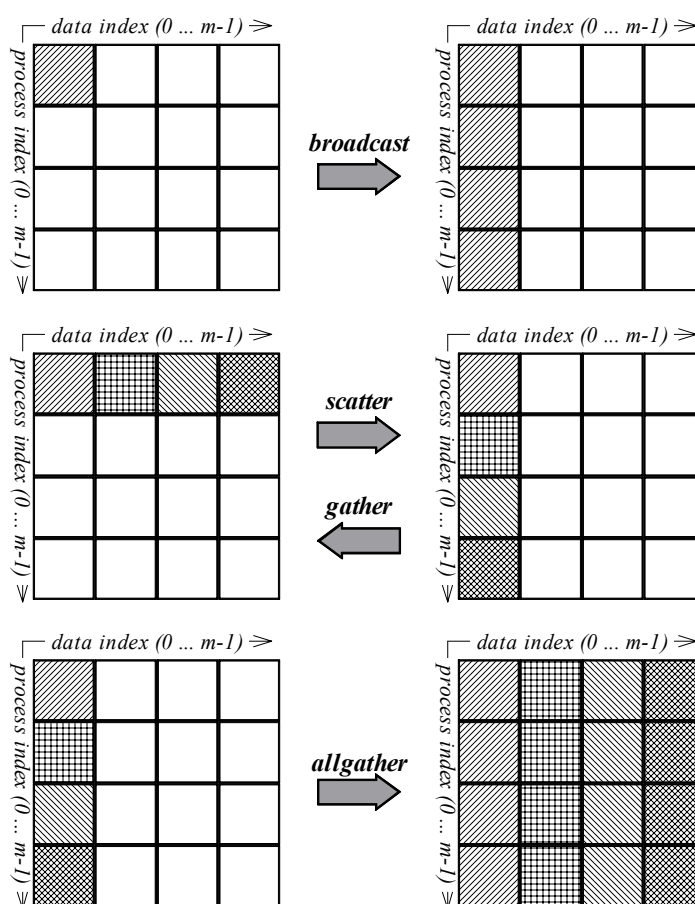 data index (0 ... m-1)
process index (0 ... m-1)
broadcast
data index (0 ... m-1)
process index (0 ... m-1)
data index (0 ... m-1)
process index (0 ... m-1)
scatter
gather
data index (0 ... m-1)
process index (0 ... m-1)
data index (0 ... m-1)
process index (0 ... m-1)
allgather
data index (0 ... m-1)
process index (0 ... m-1)